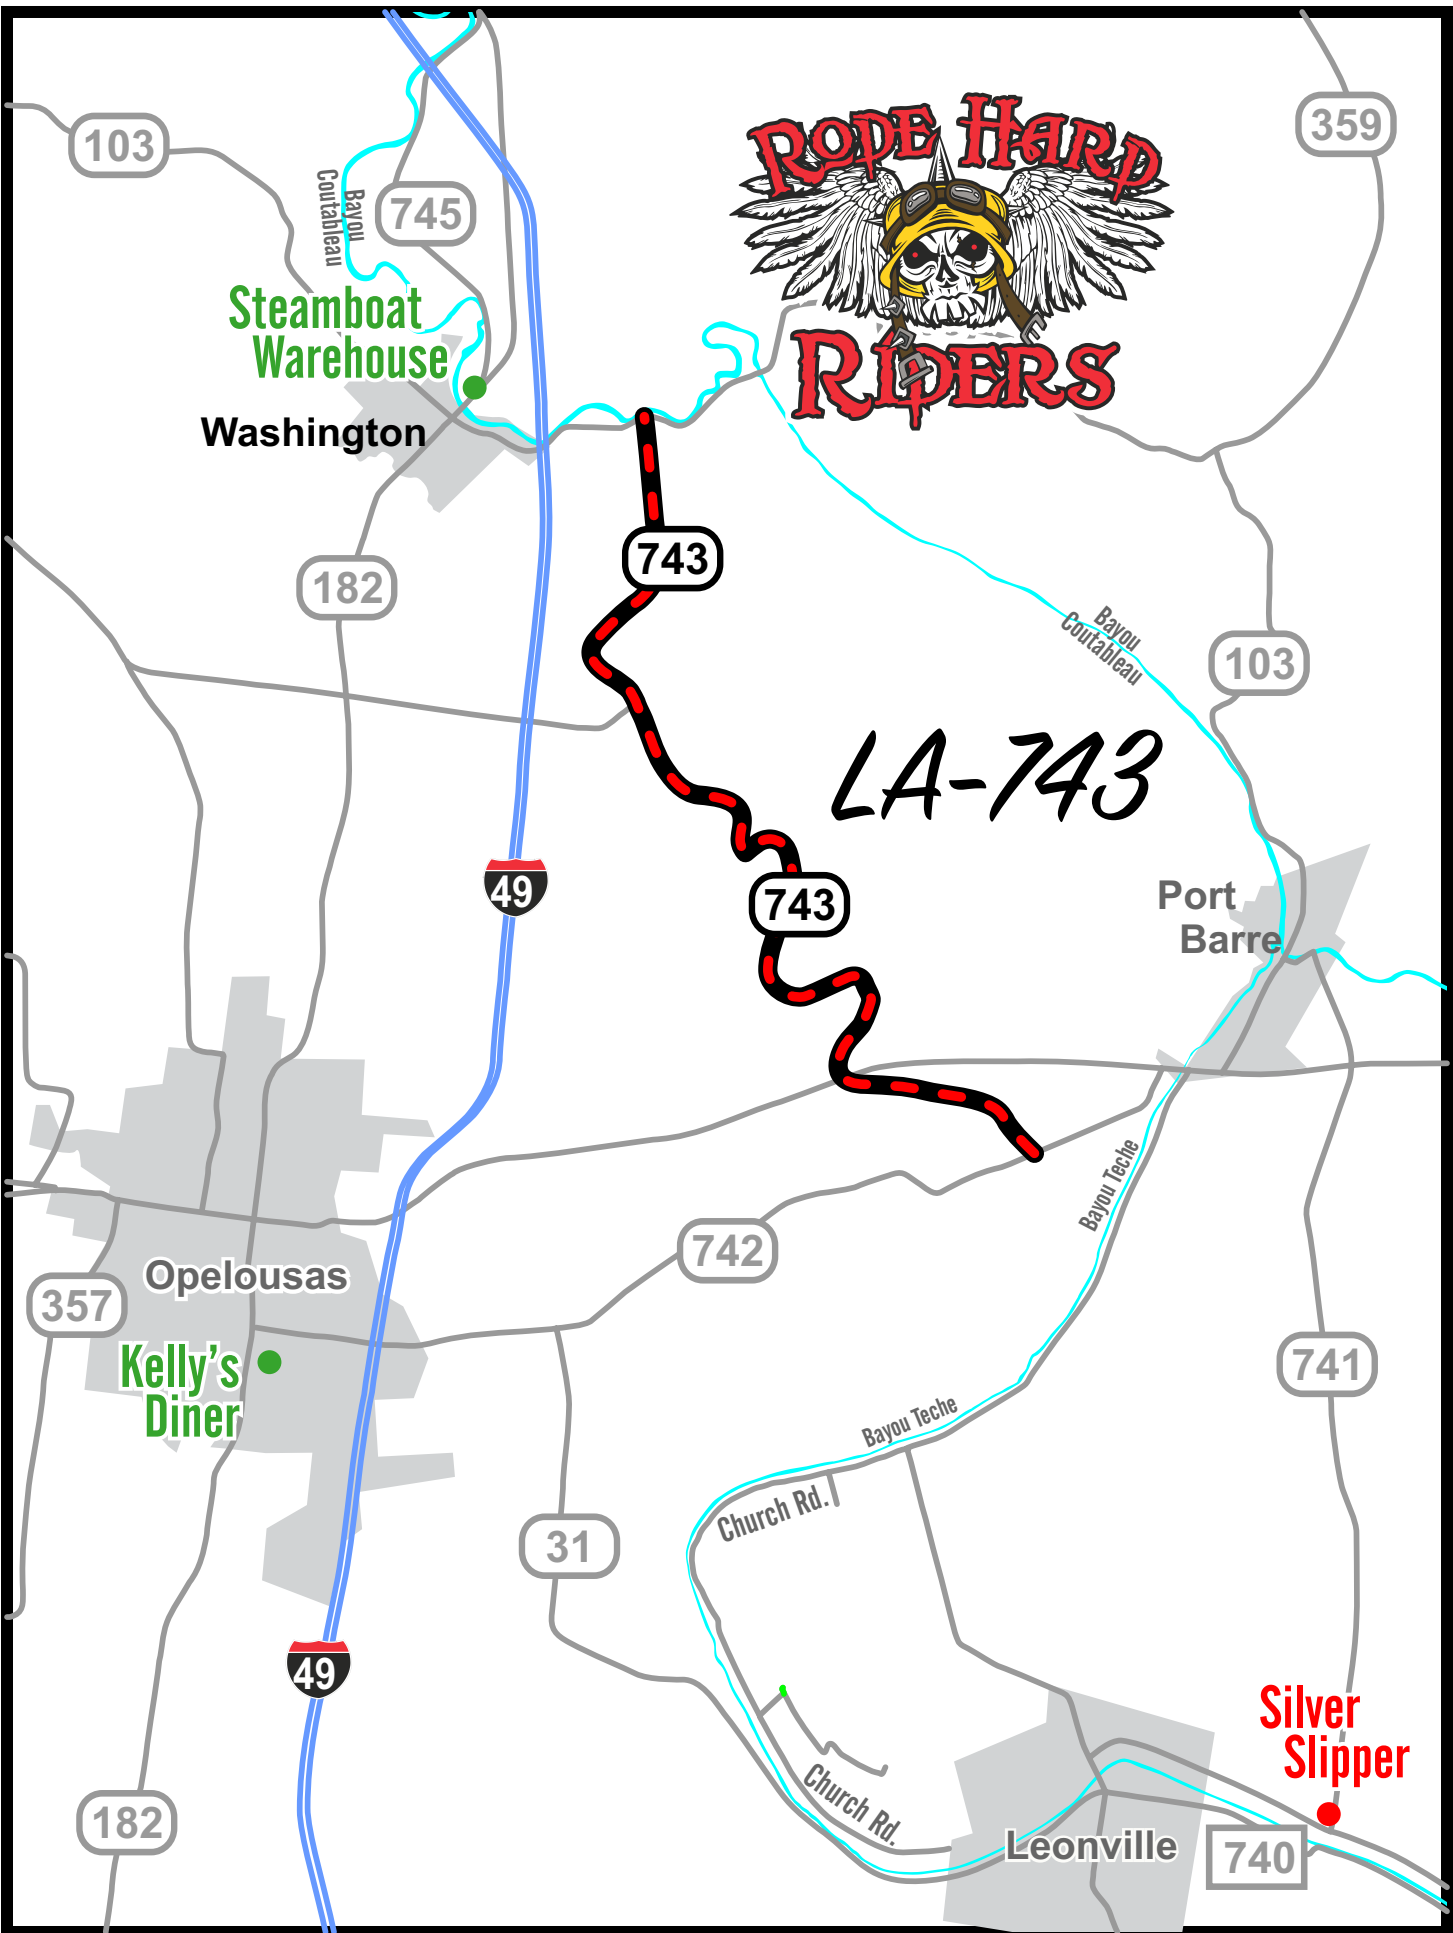 103
359
RODE HARD
RIDERS
Bayou
Coutableau
745
Steamboat
Warehouse
Washington
743
182
Bayou
Coutableau
103
LA-743
49
743
Port
Barre
Bayou Teche
742
Opelousas
357
Kelly's
Diner
741
Bayou Teche
Church Rd.
31
49
Silver
Slipper
Church Rd.
182
Leonville
740